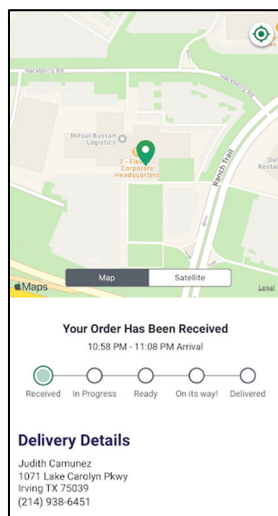 Hackberry Rd
Hackberry Rd
Mitsui Bussan
Logistics
7 - Eleven
Corporate
Headquarters
Ranch Trail
Del
Resta
Maps
Map
Satellite
Legal
Your Order Has Been Received
10:58 PM - 11:08 PM Arrival
Received
In Progress
Ready
On its way!
Delivered
Delivery Details
Judith Camunez
1071 Lake Carolyn Pkwy
Irving TX 75039
(214) 938-6451